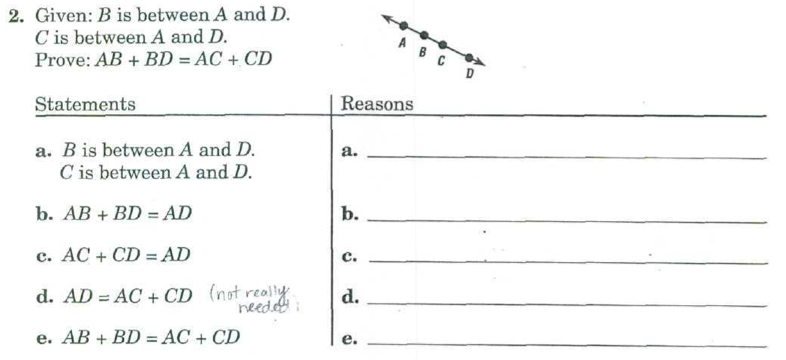 2. Given: B is between A and D.
C is between A and D.
Prove: AB + BD = AC + CD
A B C D
Statements Reasons
a. B is between A and D. a.
C is between A and D.
b. AB + BD = AD b.
c. AC + CD = AD c.
d. AD = AC + CD (not really d.
needed
e. AB + BD = AC + CD e.